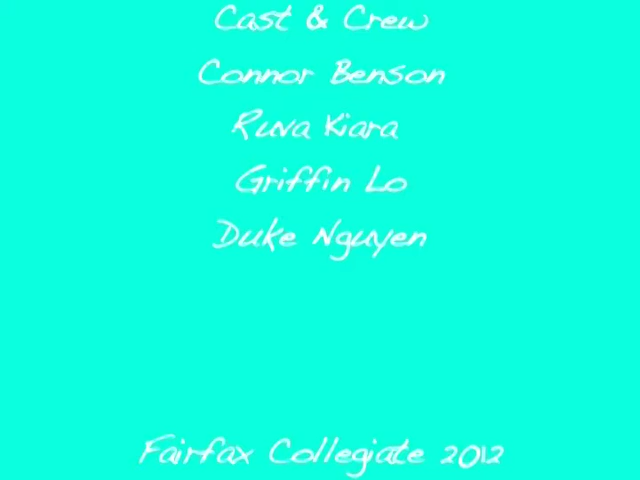 Cast & Crew
Connor Benson
Ruva Kiara
Griffin Lo
Duke Nguyen
Fairfax Collegiate 2012